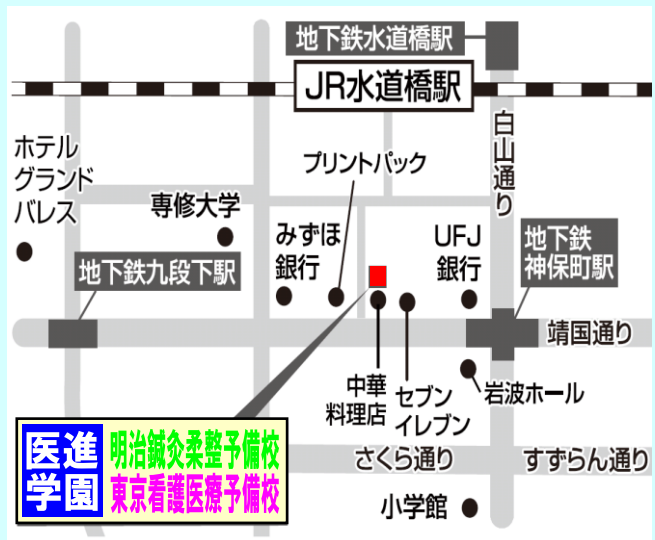 地下鉄水道橋駅
JR水道橋駅
白山通り
ホテル
グランド
パレス
専修大学
プリントパック
みずほ
銀行
UFJ
銀行
地下鉄
神保町駅
地下鉄九段下駅
靖国通り
中華
料理店
セブン
イレブン
岩波ホール
さくら通り
すずらん通り
小学館
医進
学園
明治鍼灸柔整予備校
東京看護医療予備校